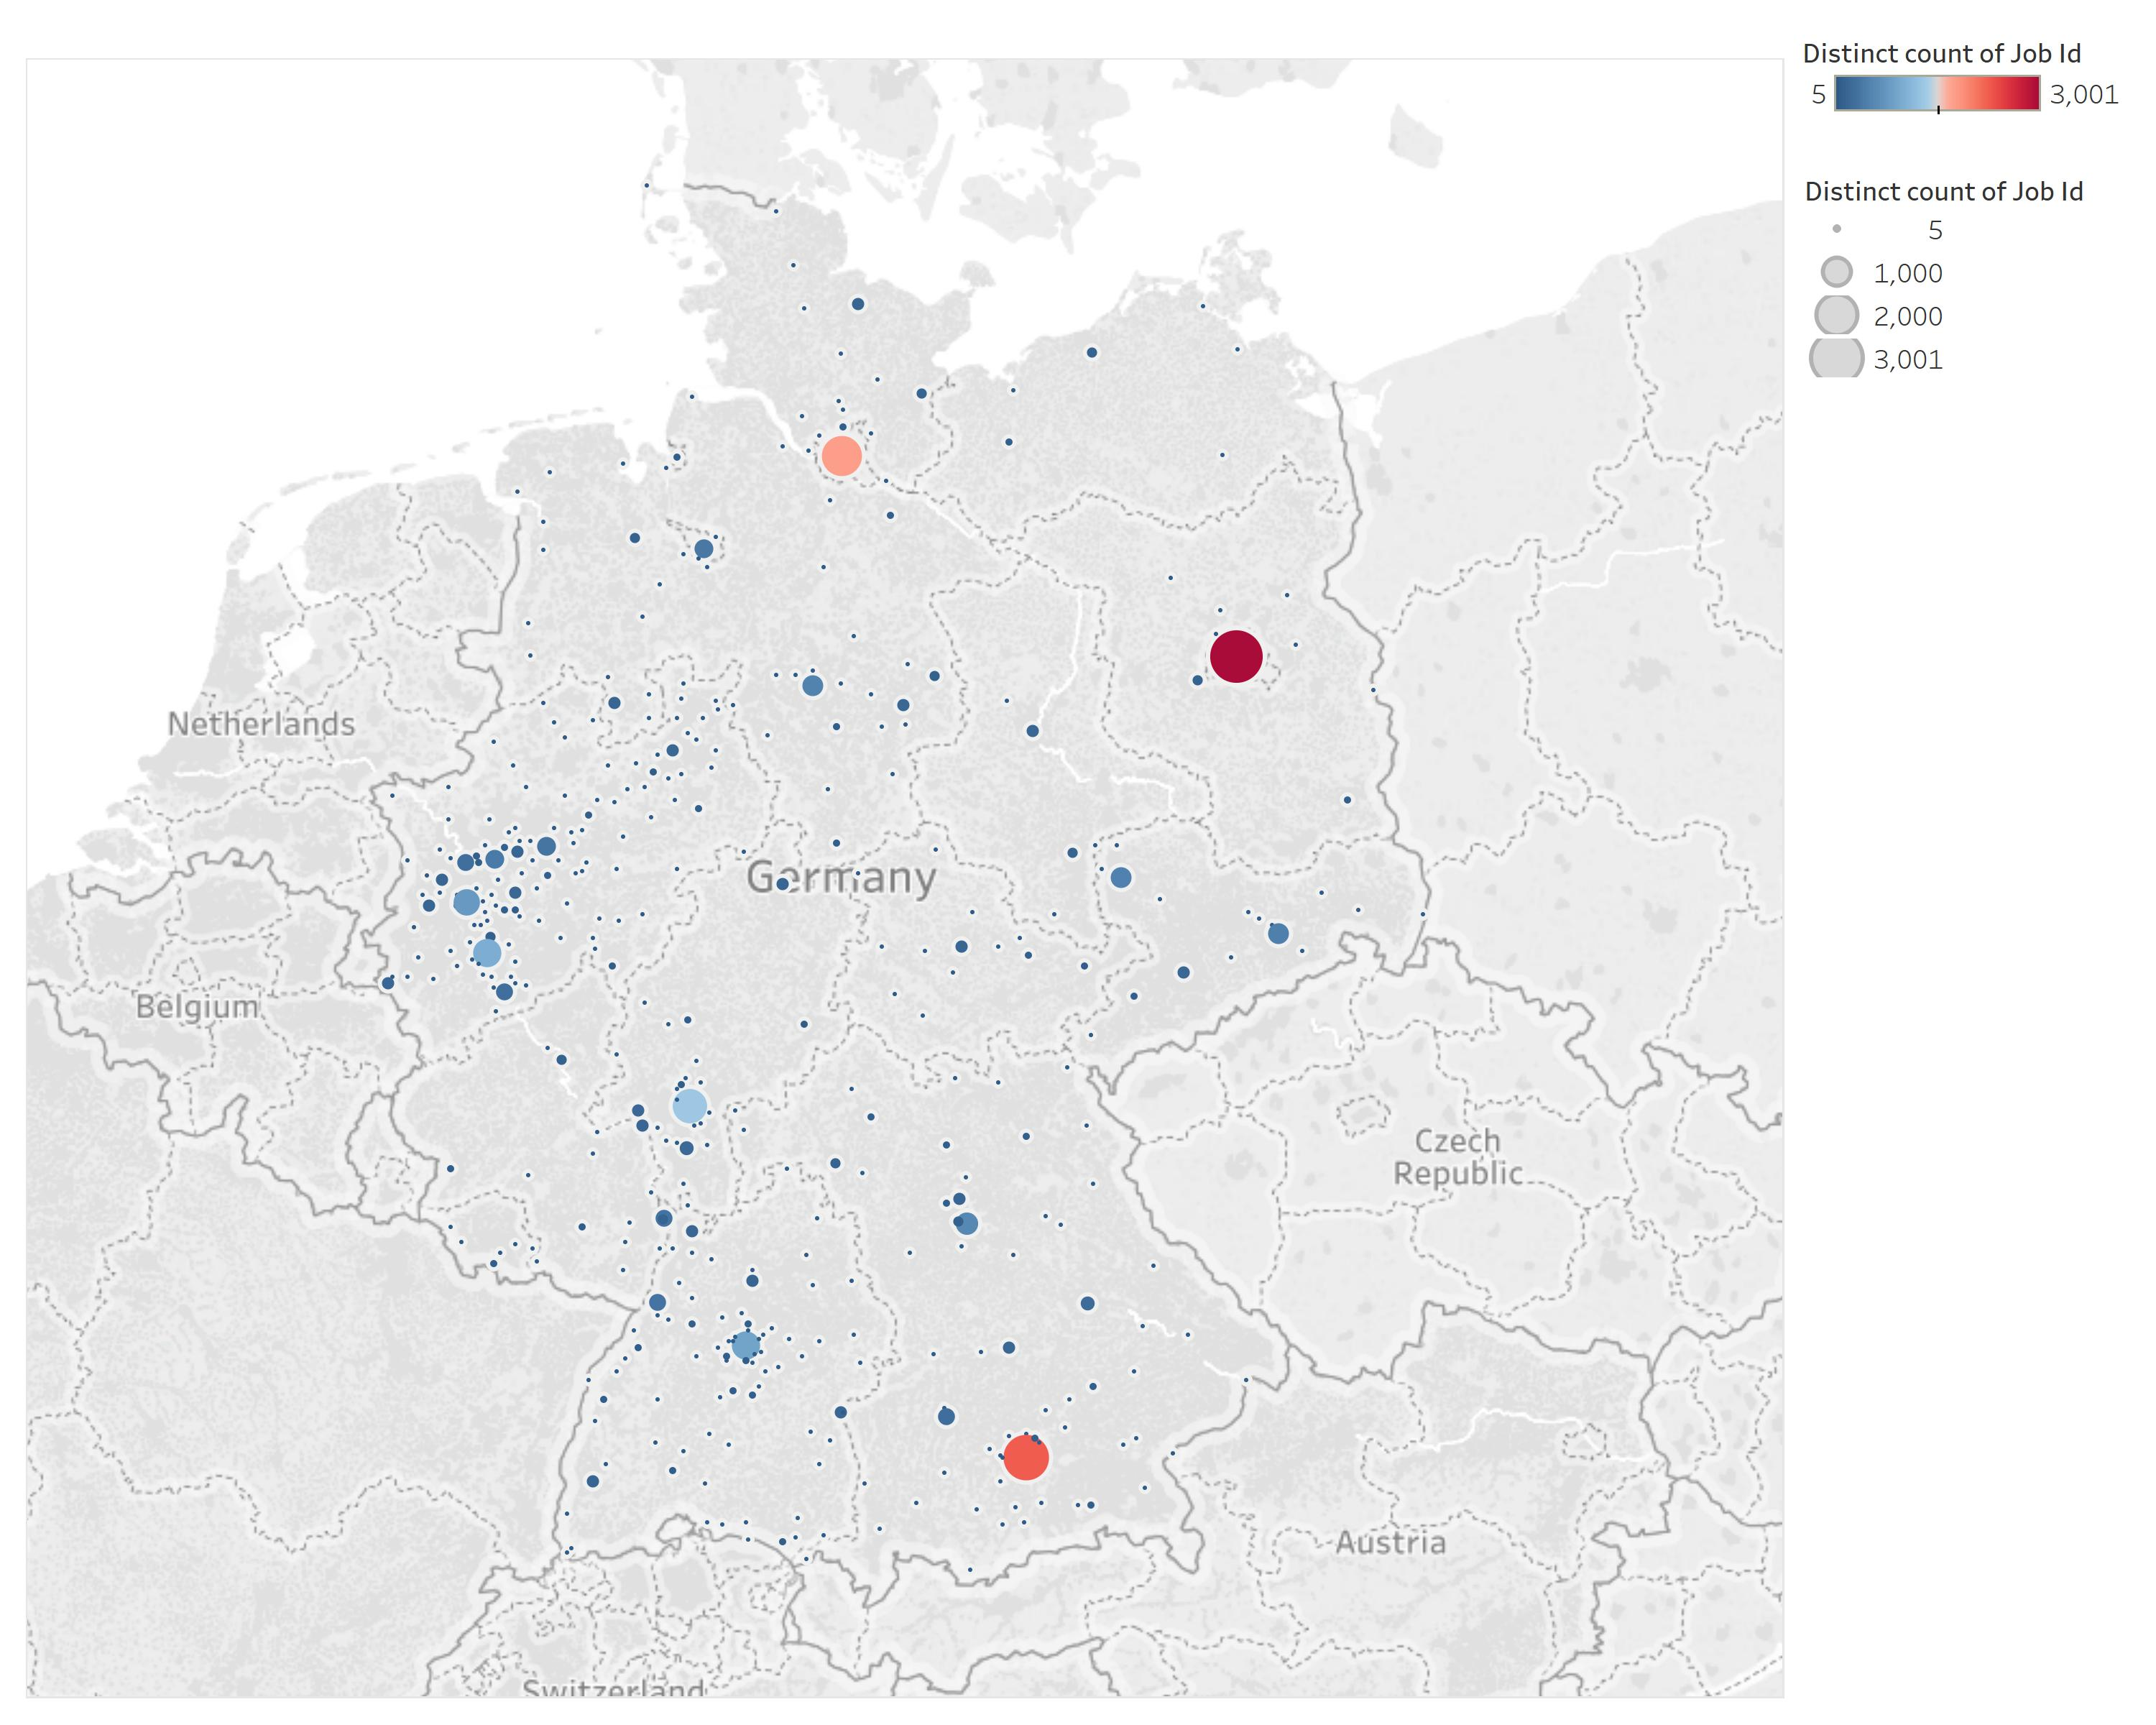 Distinct count of Job Id
5
3,001
Distinct count of Job Id
5
1,000
2,000
3,001
Netherlands
Germany
Belgium
Czech
Republic
Austria
Switzerland